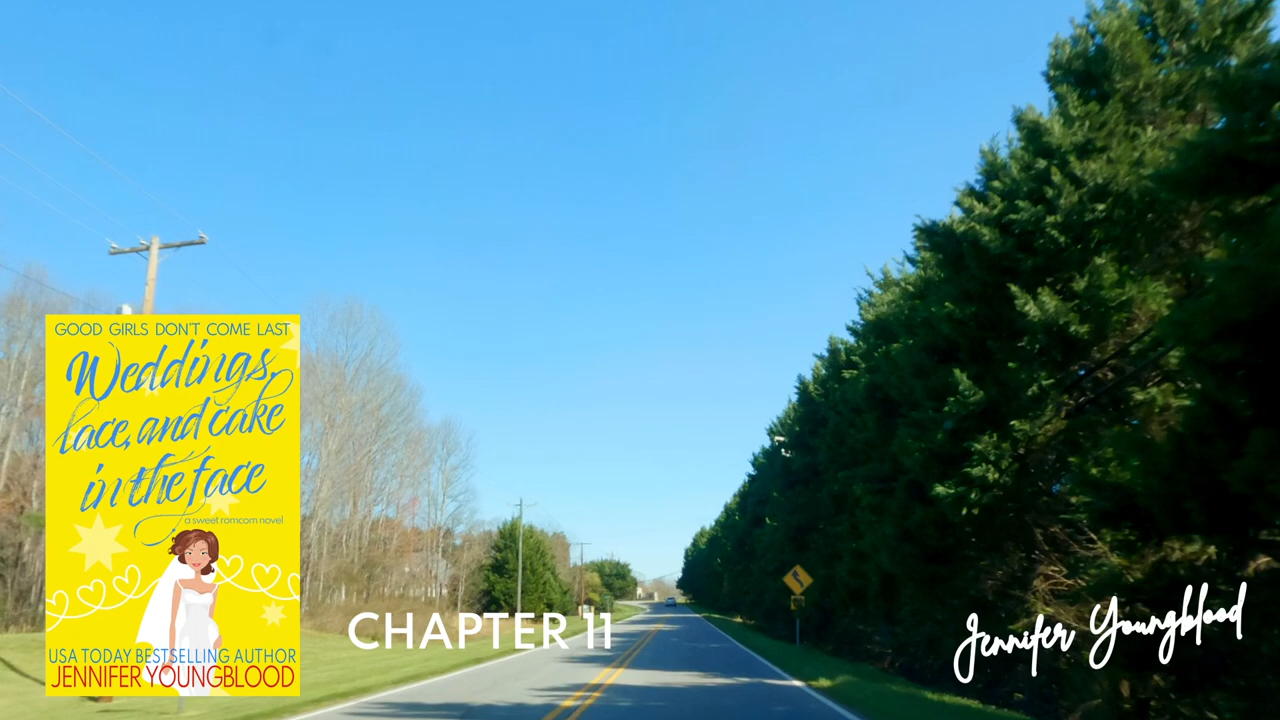 GOOD GIRLS DON'T COME LAST
Weddings,
lace, and cake
in the face
a sweet romcom novel
USA TODAY BESTSELLING AUTHOR
JENNIFER YOUNGBLOOD
CHAPTER 11
Jennifer Youngblood